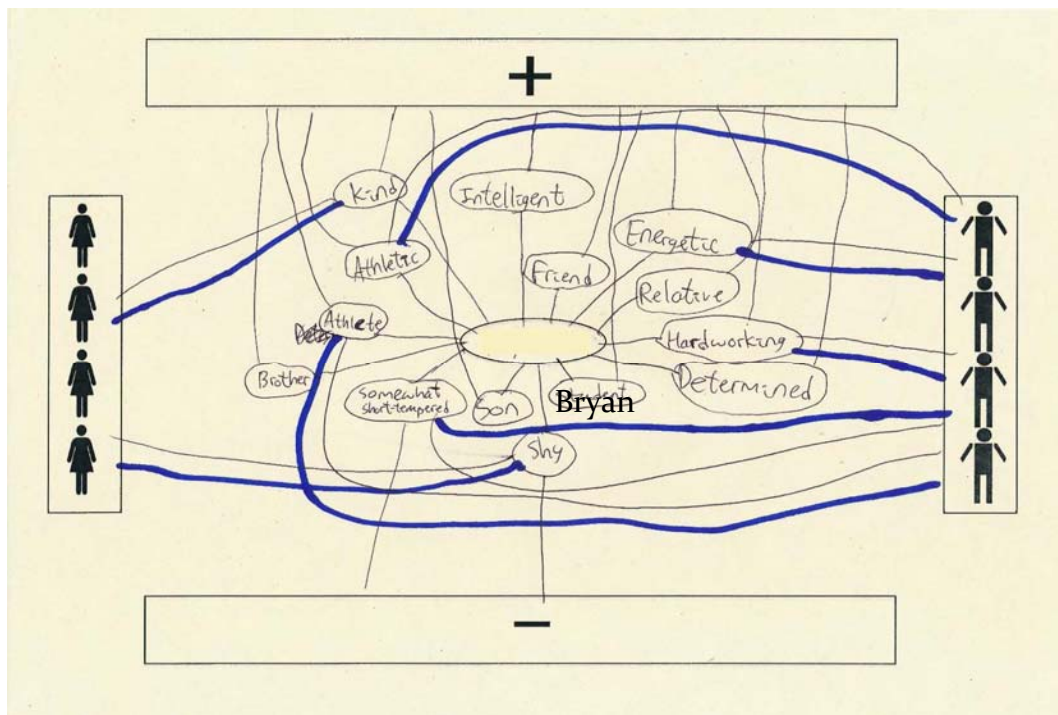 +
Kind
Intelligent
Energetic
Athletic
Friend
Relative
Athlete
Hardworking
Brother
Somewhat
short-tempered
Son
Student
Bryan
Determined
Shy
−